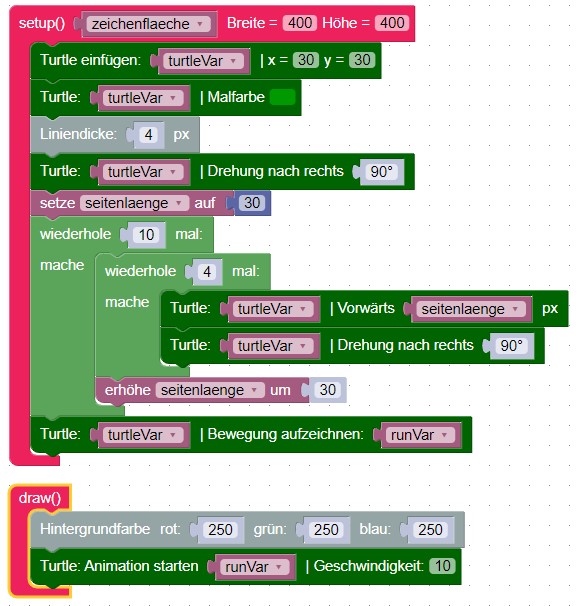 setup() zeichenflaeche Breite = 400 Höhe = 400
Turtle einfügen: turtleVar | x = 30 y = 30
Turtle: turtleVar | Malfarbe
Liniendicke: 4 px
Turtle: turtleVar | Drehung nach rechts 90°
setze seitenlaenge auf 30
wiederhole 10 mal:
mache wiederhole 4 mal:
mache Turtle: turtleVar | Vorwärts seitenlaenge px
Turtle: turtleVar | Drehung nach rechts 90°
erhöhe seitenlaenge um 30
Turtle: turtleVar | Bewegung aufzeichnen: runVar
draw()
Hintergrundfarbe rot: 250 grün: 250 blau: 250
Turtle: Animation starten runVar | Geschwindigkeit: 10